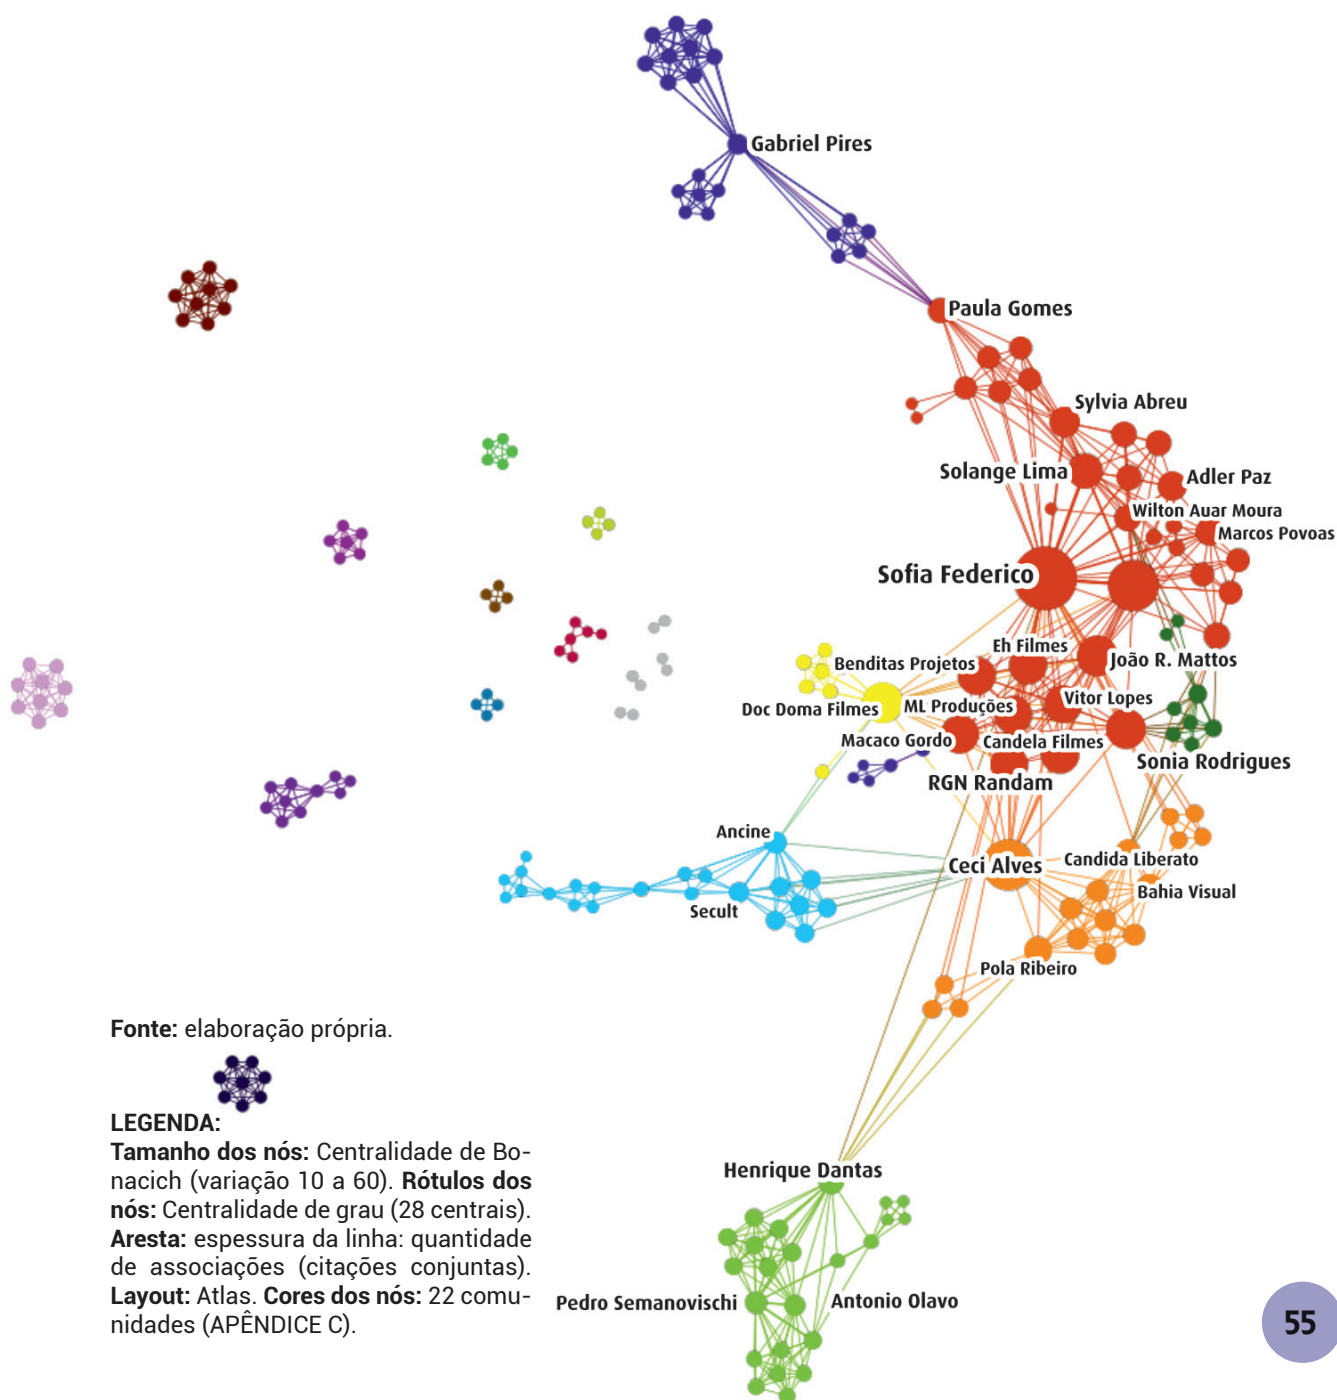 Gabriel Pires
Paula Gomes
Sylvia Abreu
Solange Lima
Adler Paz
Wilton Auar Moura
Marcos Povoas
Sofia Federico
Eh Filmes
Benditas Projetos
João R. Mattos
Vitor Lopes
Doc Doma Filmes
ML Produções
Macaco Gordo
Candela Filmes
Sonia Rodrigues
RGN Randam
Ancine
Ceci Alves
Candida Liberato
Bahia Visual
Secult
Pola Ribeiro
Fonte: elaboração própria.
LEGENDA:
Tamanho dos nós: Centralidade de Bo-
nacich (variação 10 a 60). Rótulos dos
nós: Centralidade de grau (28 centrais).
Aresta: espessura da linha: quantidade
de associações (citações conjuntas).
Layout: Atlas. Cores dos nós: 22 comu-
nidades (APÊNDICE C).
Henrique Dantas
Pedro Semanovischi
Antonio Olavo
55